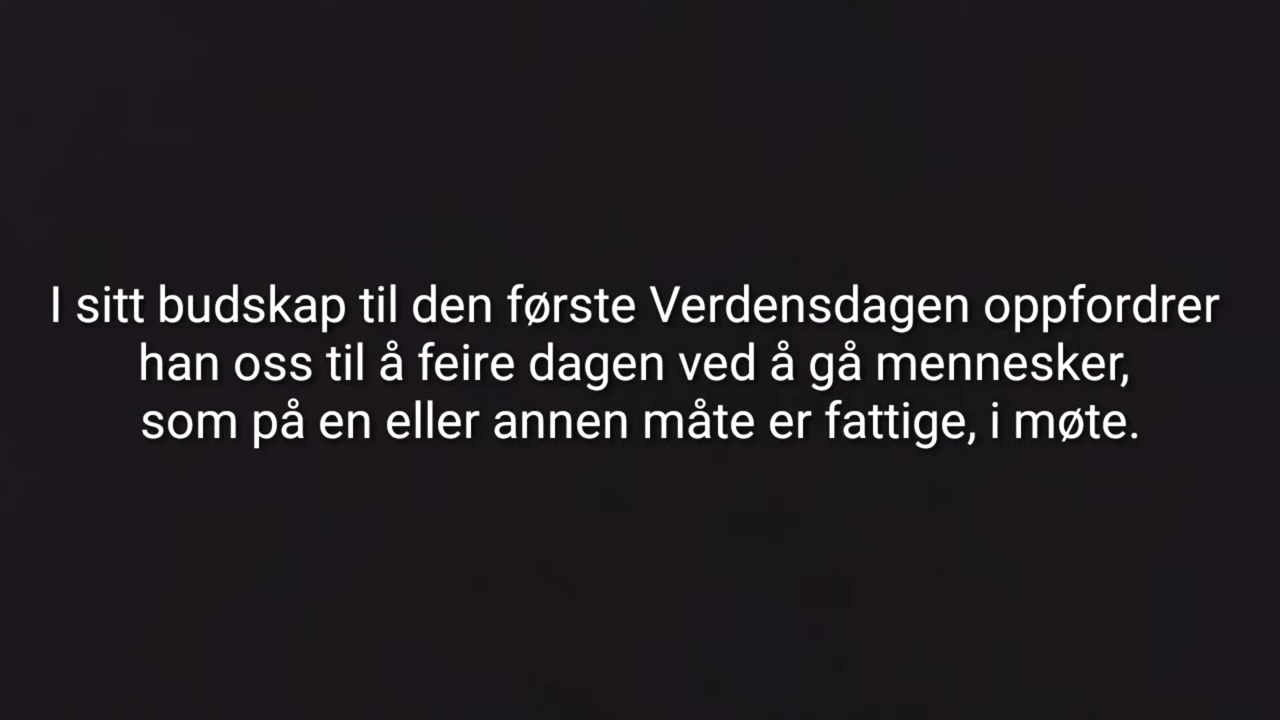 I sitt budskap til den første Verdensdagen oppfordrer
han oss til å feire dagen ved å gå mennesker,
som på en eller annen måte er fattige, i møte.